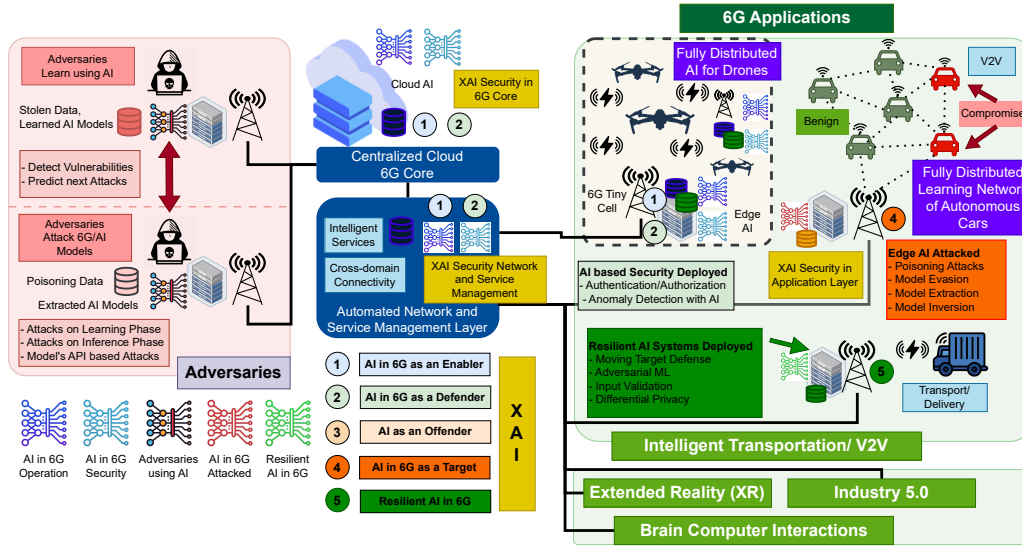 6G Applications
Adversaries
Learn using AI
Stolen Data,
Learned AI Models
- Detect Vulnerabilities
- Predict next Attacks
Adversaries
Attack 6G/AI
Models
Poisoning Data
Extracted AI Models
- Attacks on Learning Phase
- Attacks on Inference Phase
- Model's API based Attacks
Adversaries
Cloud AI
XAI Security in
6G Core
1
2
Centralized Cloud
6G Core
1
2
Intelligent
Services
Cross-domain
Connectivity
XAI Security Network
and Service
Management
Automated Network and
Service Management Layer
Fully Distributed
AI for Drones
6G Tiny
Cell
1
2
Edge
AI
V2V
Benign
Compromise
Fully Distributed
Learning Network
of Autonomous
Cars
4
XAI Security in
Application Layer
Edge AI Attacked
- Poisoning Attacks
- Model Evasion
- Model Extraction
- Model Inversion
AI based Security Deployed
- Authentication/Authorization
- Anomaly Detection with AI
Resilient AI Systems Deployed
- Moving Target Defense
- Adversarial ML
- Input Validation
- Differential Privacy
5
Transport/
Delivery
Intelligent Transportation/ V2V
Extended Reality (XR)
Industry 5.0
Brain Computer Interactions
AI in 6G
Operation
AI in 6G
Security
Adversaries
using AI
AI in 6G
Attacked
Resilient
AI in 6G
1 AI in 6G as an Enabler
2 AI in 6G as a Defender
3 AI as an Offender
4 AI in 6G as a Target
5 Resilient AI in 6G
X
A
I